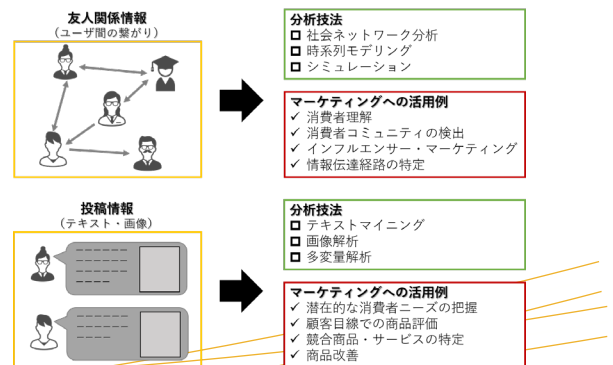 友人関係情報
(ユーザ間の繋がり)
分析技法
社会ネットワーク分析
時系列モデリング
シミュレーション
マーケティングへの活用例
✓ 消費者理解
✓ 消費者コミュニティの検出
✓ インフルエンサー・マーケティング
✓ 情報伝達経路の特定
投稿情報
(テキスト・画像)
分析技法
テキストマイニング
画像解析
多変量解析
マーケティングへの活用例
✓ 潜在的な消費者ニーズの把握
✓ 顧客目線での商品評価
✓ 競合商品・サービスの特定
✓ 商品改善